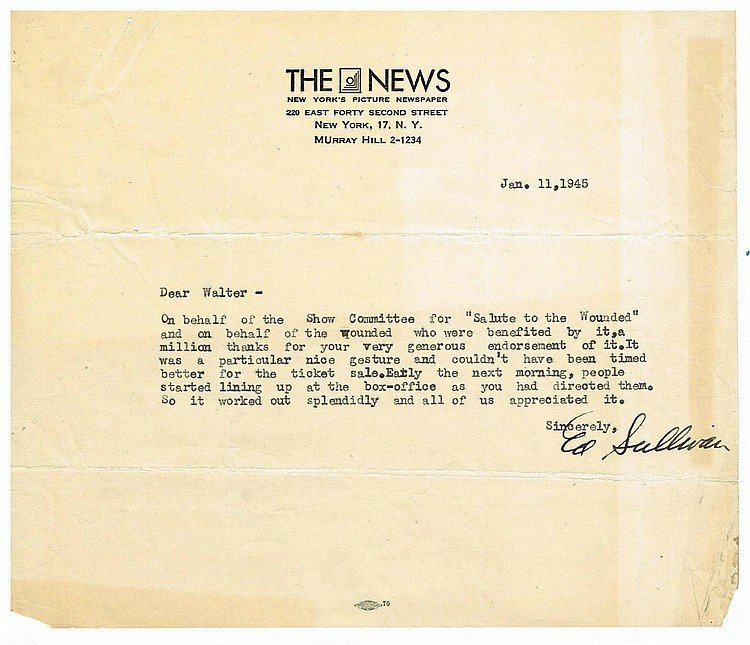 THE NEWS
NEW YORK'S PICTURE NEWSPAPER
220 EAST FORTY SECOND STREET
NEW YORK, 17, N. Y.
MURRAY HILL 2-1234
Jan. 11,1945
Dear Walter -
On behalf of the Show Committee for "Salute to the Wounded"
and on behalf of the wounded who were benefited by it,a
million thanks for your very generous endorsement of it.It
was a particular nice gesture and couldn't have been timed
better for the ticket sale.Eatly the next morning, people
started lining up at the box-office as you had directed them.
So it worked out splendidly and all of us appreciated it.
Sincerely,
Ed Sullivan
70